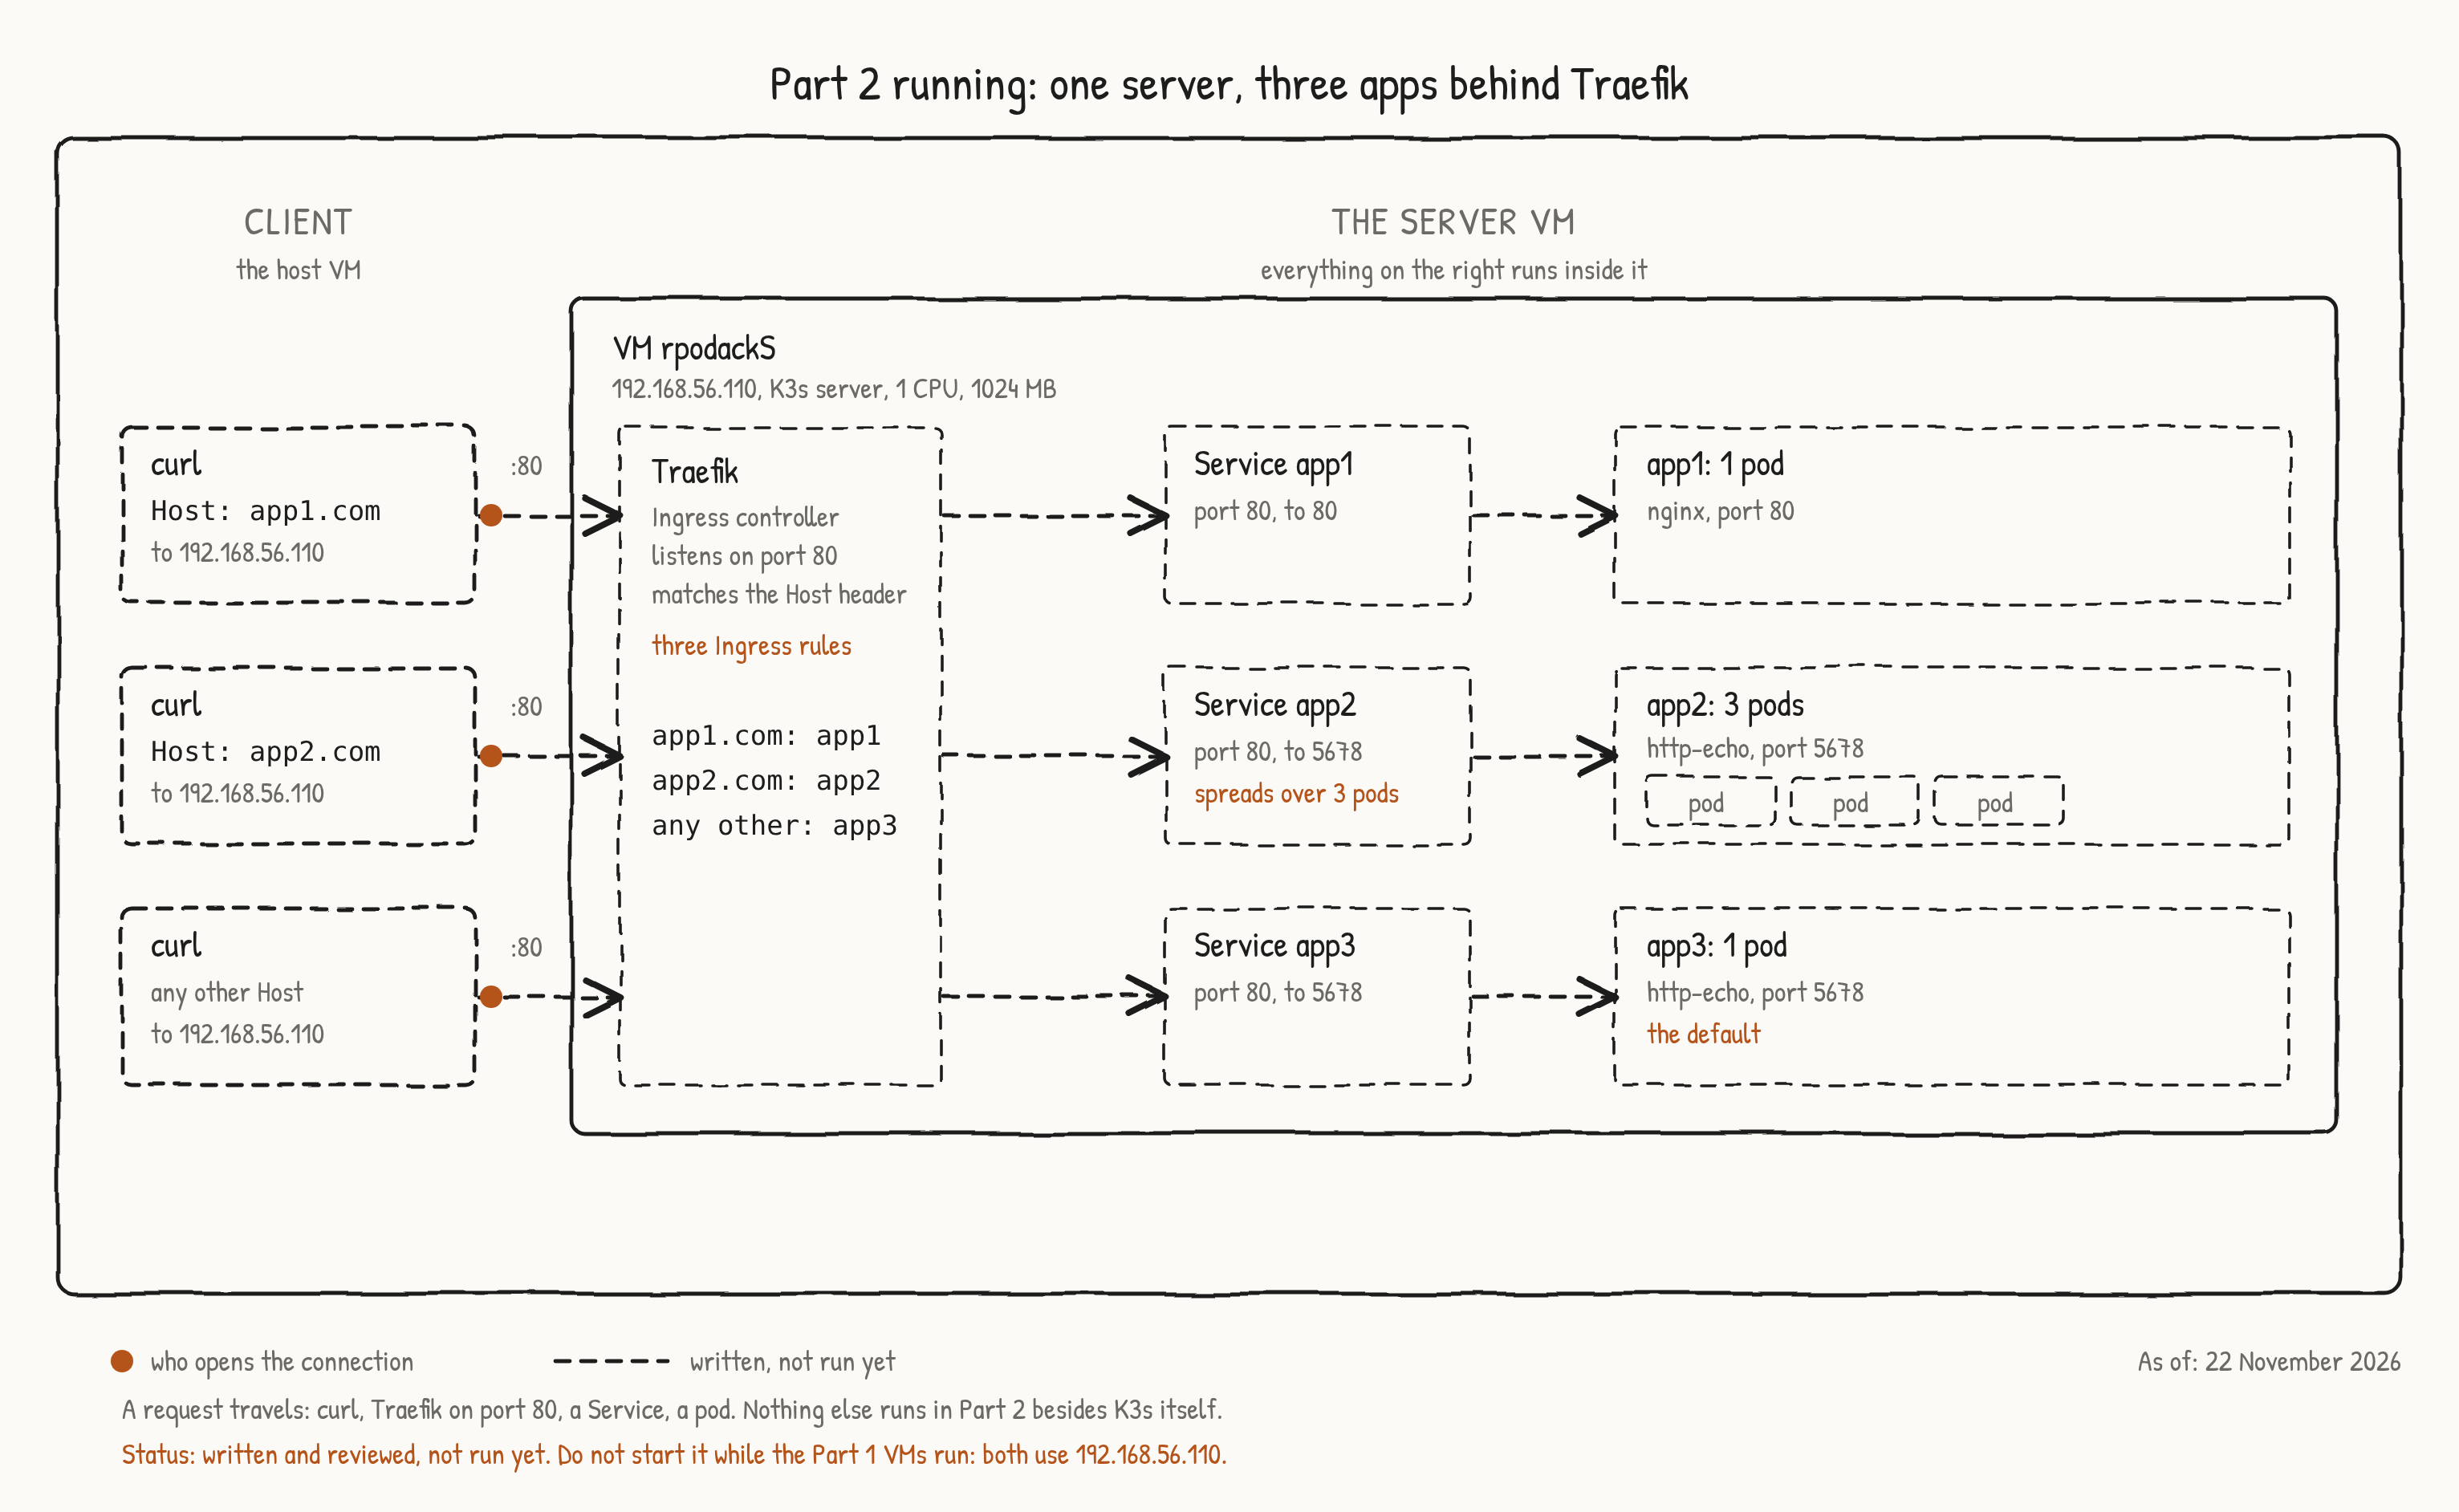 Part 2 running: one server, three apps behind Traefik
CLIENT
the host VM
THE SERVER VM
everything on the right runs inside it
VM rpodackS
192.168.56.110, K3s server, 1 CPU, 1024 MB
curl
Host: app1.com
to 192.168.56.110
:80
curl
Host: app2.com
to 192.168.56.110
:80
curl
any other Host
to 192.168.56.110
:80
Traefik
Ingress controller
listens on port 80
matches the Host header
three Ingress rules
app1.com: app1
app2.com: app2
any other: app3
Service app1
port 80, to 80
app1: 1 pod
nginx, port 80
Service app2
port 80, to 5678
spreads over 3 pods
app2: 3 pods
http-echo, port 5678
pod
pod
pod
Service app3
port 80, to 5678
app3: 1 pod
http-echo, port 5678
the default
who opens the connection
written, not run yet
As of: 22 November 2026
A request travels: curl, Traefik on port 80, a Service, a pod. Nothing else runs in Part 2 besides K3s itself.
Status: written and reviewed, not run yet. Do not start it while the Part 1 VMs run: both use 192.168.56.110.